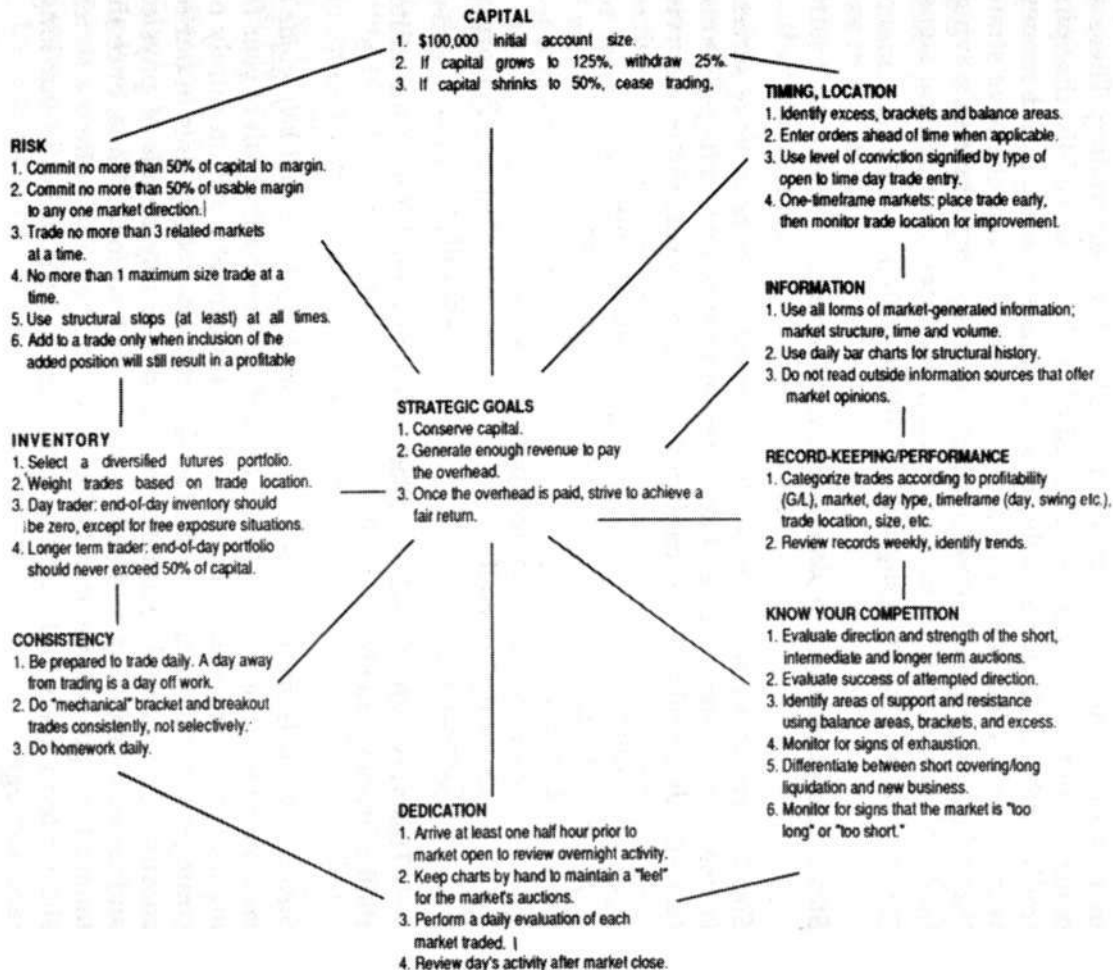 CAPITAL
1. $100,000 initial account size.
2. If capital grows to 125%, withdraw 25%.
3. If capital shrinks to 50%, cease trading.
RISK
1. Commit no more than 50% of capital to margin.
2. Commit no more than 50% of usable margin
to any one market direction.
3. Trade no more than 3 related markets
at a time.
4. No more than 1 maximum size trade at a
time.
5. Use structural stops (at least) at all times.
6. Add to a trade only when inclusion of the
added position will still result in a profitable
INVENTORY
1. Select a diversified futures portfolio.
2. Weight trades based on trade location.
3. Day trader: end-of-day inventory should
be zero, except for free exposure situations.
4. Longer term trader: end-of-day portfolio
should never exceed 50% of capital.
CONSISTENCY
1. Be prepared to trade daily. A day away
from trading is a day off work.
2. Do "mechanical" bracket and breakout
trades consistently, not selectively.
3. Do homework daily.
STRATEGIC GOALS
1. Conserve capital.
2. Generate enough revenue to pay
the overhead.
3. Once the overhead is paid, strive to achieve a
fair return.
DEDICATION
1. Arrive at least one half hour prior to
market open to review overnight activity.
2. Keep charts by hand to maintain a "feel"
for the market's auctions.
3. Perform a daily evaluation of each
market traded.
4. Review day's activity after market close.
TIMING, LOCATION
1. Identify excess, brackets and balance areas.
2. Enter orders ahead of time when applicable.
3. Use level of conviction signified by type of
open to time day trade entry.
4. One-timeframe markets: place trade early,
then monitor trade location for improvement.
INFORMATION
1. Use all forms of market-generated information;
market structure, time and volume.
2. Use daily bar charts for structural history.
3. Do not read outside information sources that offer
market opinions.
RECORD-KEEPING/PERFORMANCE
1. Categorize trades according to profitability
(G/L), market, day type, timeframe (day, swing etc.),
trade location, size, etc.
2. Review records weekly, identify trends.
KNOW YOUR COMPETITION
1. Evaluate direction and strength of the short,
intermediate and longer term auctions.
2. Evaluate success of attempted direction.
3. Identify areas of support and resistance
using balance areas, brackets, and excess.
4. Monitor for signs of exhaustion.
5. Differentiate between short covering/long
liquidation and new business.
6. Monitor for signs that the market is "too
long" or "too short."